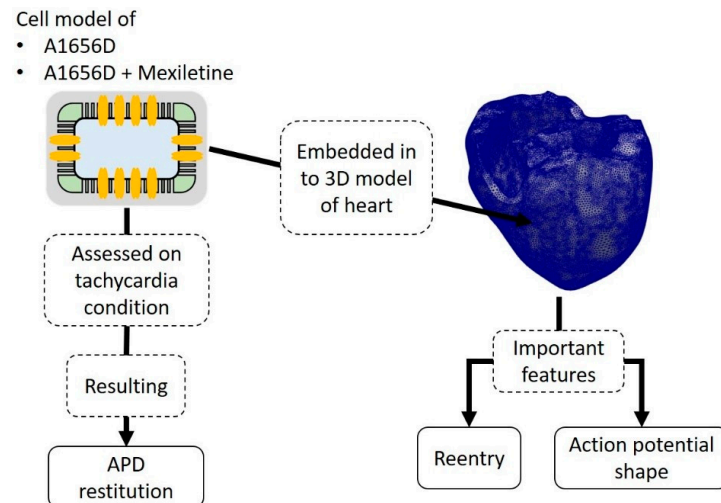 Cell model of
• A1656D
• A1656D + Mexiletine
Embedded in
to 3D model
of heart
Assessed on
tachycardia
condition
Resulting
APD
restitution
Important
features
Reentry
Action potential
shape